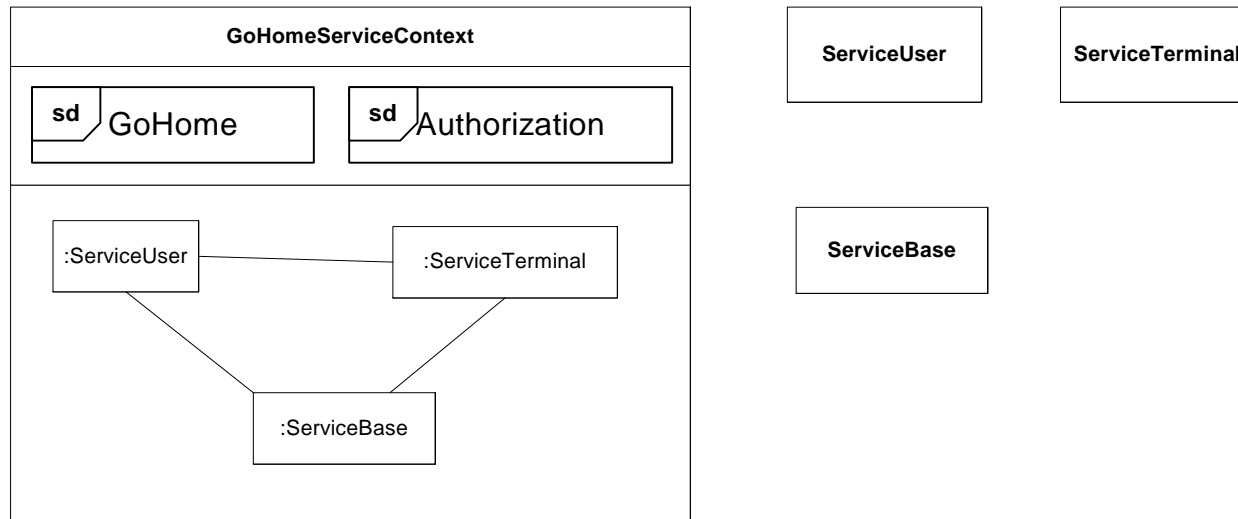 GoHomeServiceContext
sd GoHome
sd Authorization
:ServiceUser
:ServiceTerminal
:ServiceBase
ServiceUser
ServiceTerminal
ServiceBase